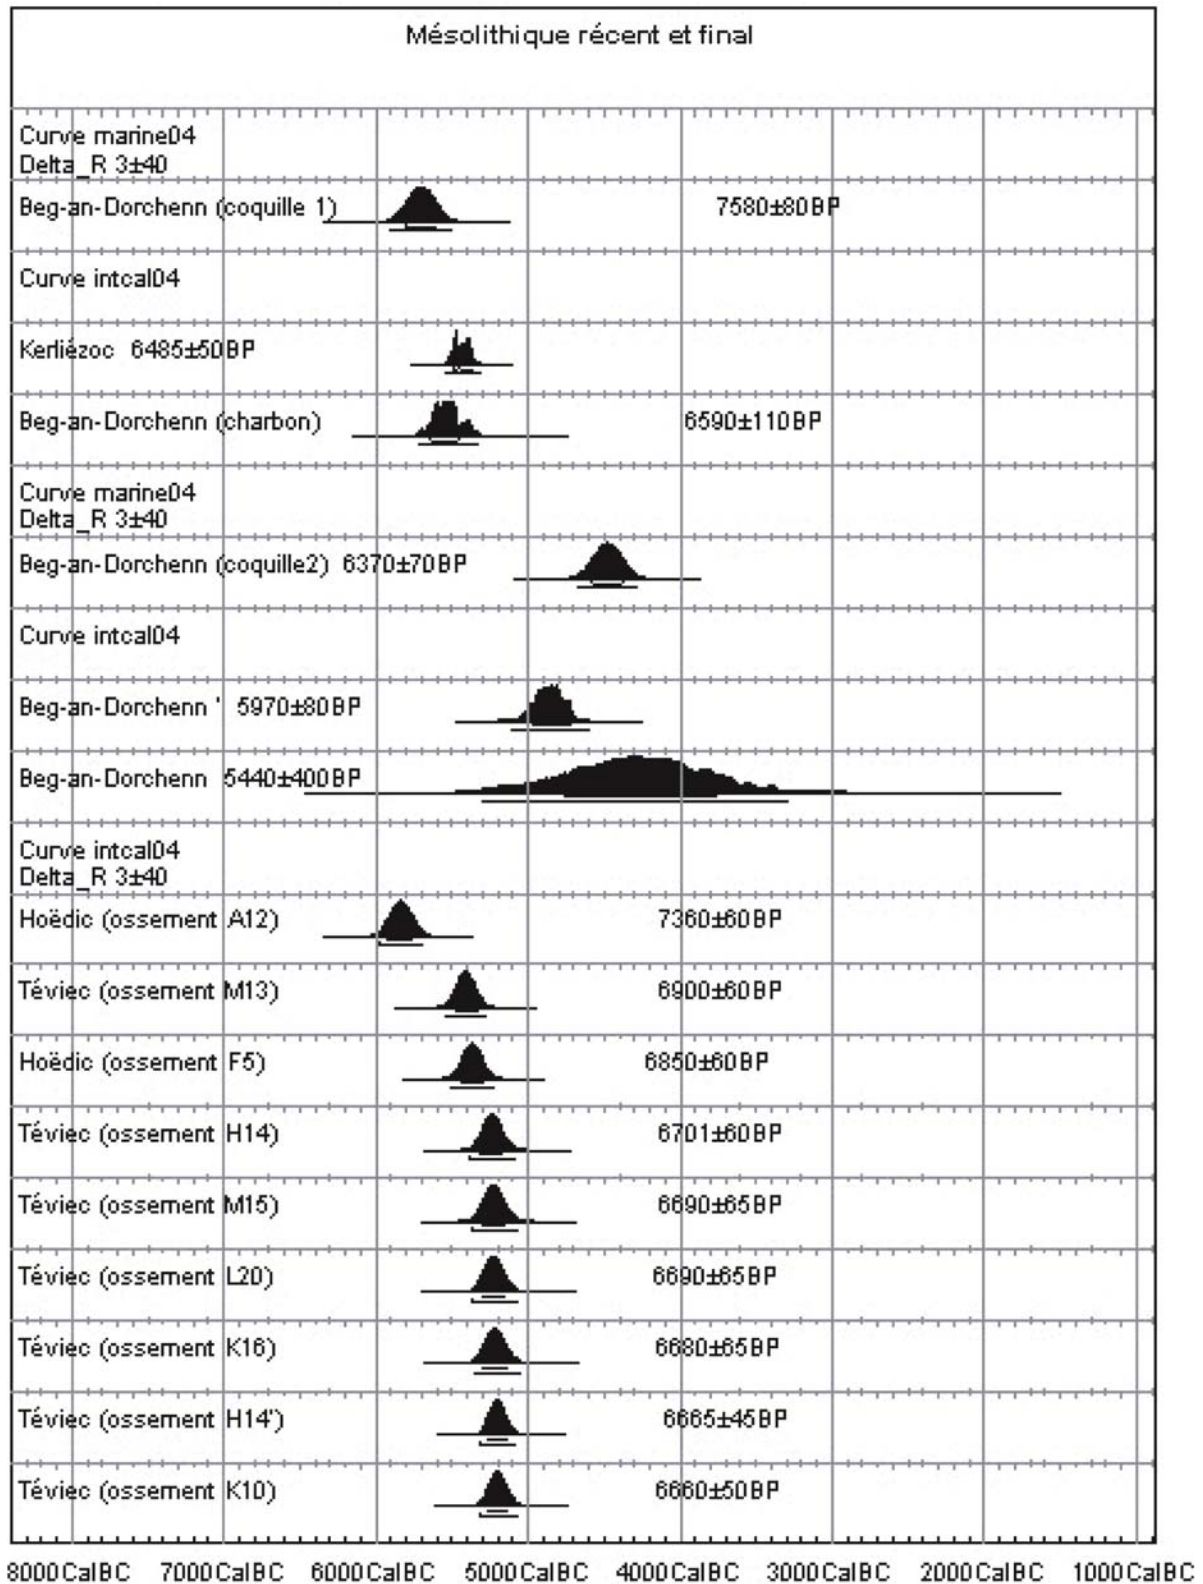 Mésolithique récent et final
Curve marine04
Delta_R 3±40
Beg-an-Dorchenn (coquille 1) 7580±80BP
Curve intcal04
Kerliézoc 6485±50BP
Beg-an-Dorchenn (charbon) 6590±110BP
Curve marine04
Delta_R 3±40
Beg-an-Dorchenn (coquille2) 6370±70BP
Curve intcal04
Beg-an-Dorchenn ' 5970±80BP
Beg-an-Dorchenn 5440±400BP
Curve intcal04
Delta_R 3±40
Hoëdic (ossement A12) 7360±60BP
Téviec (ossement M13) 6900±60BP
Hoëdic (ossement F5) 6850±60BP
Téviec (ossement H14) 6701±60BP
Téviec (ossement M15) 6690±65BP
Téviec (ossement L20) 6690±65BP
Téviec (ossement K16) 6680±65BP
Téviec (ossement H14') 6665±45BP
Téviec (ossement K10) 6660±50BP
8000CalBC 7000CalBC 6000CalBC 5000CalBC 4000CalBC 3000CalBC 2000CalBC 1000CalBC